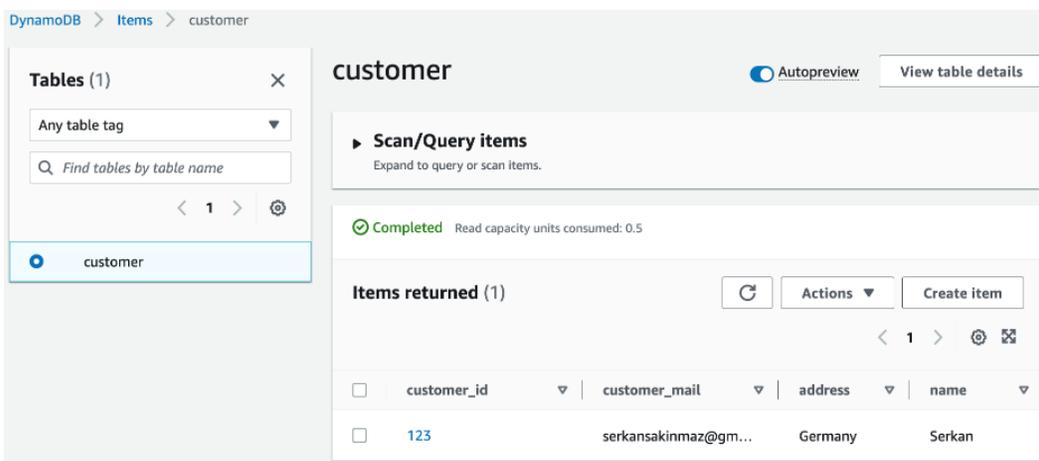 DynamoDB > Items > customer
Tables (1)
Any table tag
Find tables by table name
< 1 >
customer
customer
Autopreview
View table details
Scan/Query items
Expand to query or scan items.
Completed Read capacity units consumed: 0.5
Items returned (1)
Actions
Create item
< 1 >
customer_id customer_mail address name
123 serkansakinmaz@gm... Germany Serkan